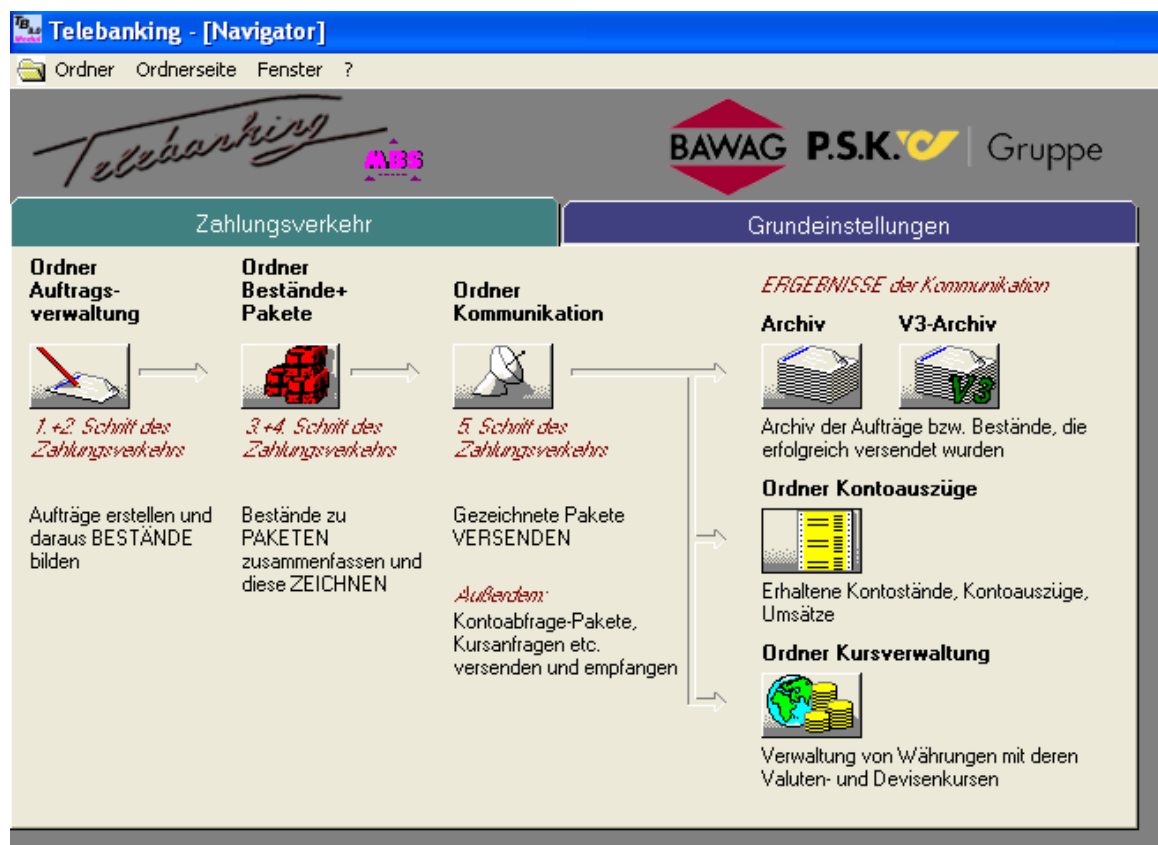 TB 3.0
Telebanking - [Navigator]
Ordner Ordnerseite Fenster ?
Telebanking
MBS
BAWAG P.S.K. Gruppe
Zahlungsverkehr
Grundeinstellungen
Ordner
Auftrags-
verwaltung
1.+2. Schritt des
Zahlungsverkehrs
Aufträge erstellen und
daraus BESTÄNDE
bilden
Ordner
Bestände+
Pakete
3.+4. Schritt des
Zahlungsverkehrs
Bestände zu
PAKETEN
zusammenfassen und
diese ZEICHNEN
Ordner
Kommunikation
5. Schritt des
Zahlungsverkehrs
Gezeichnete Pakete
VERSENDEN
Außerdem:
Kontoabfrage-Pakete,
Kursanfragen etc.
versenden und empfangen
ERGEBNISSE der Kommunikation
Archiv V3-Archiv
V3
Archiv der Aufträge bzw. Bestände, die
erfolgreich versendet wurden
Ordner Kontoauszüge
Erhaltene Kontostände, Kontoauszüge,
Umsätze
Ordner Kursverwaltung
Verwaltung von Währungen mit deren
Valuten- und Devisenkursen